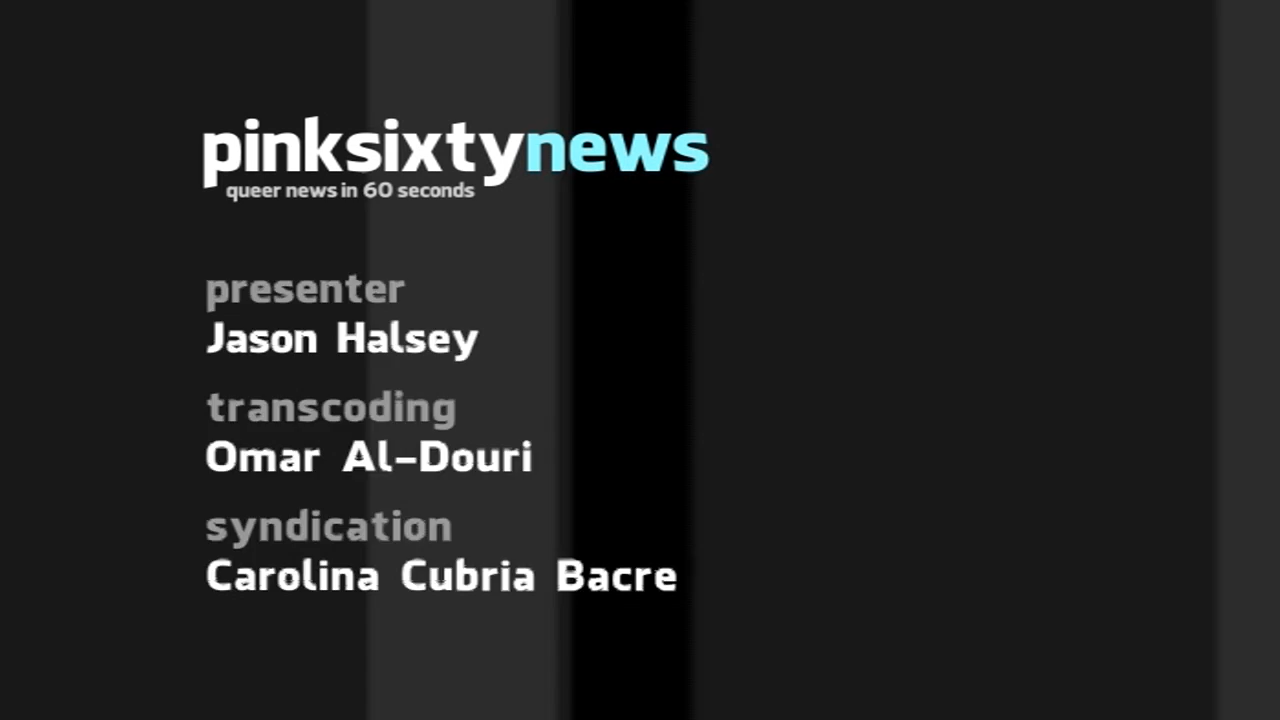 pinksixtynews
queer news in 60 seconds
presenter
Jason Halsey
transcoding
Omar Al-Douri
syndication
Carolina Cubria Bacre